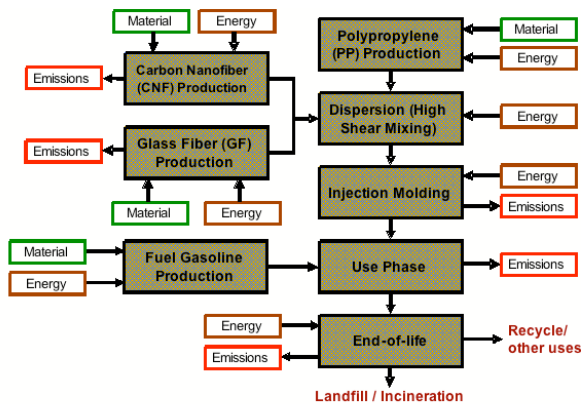 Material
Energy
Polypropylene
(PP) Production
Material
Energy
Emissions
Carbon Nanofiber
(CNF) Production
Dispersion (High
Shear Mixing)
Energy
Emissions
Glass Fiber (GF)
Production
Material
Energy
Injection Molding
Energy
Emissions
Material
Energy
Fuel Gasoline
Production
Use Phase
Emissions
Energy
Emissions
End-of-life
Recycle/
other uses
Landfill / Incineration